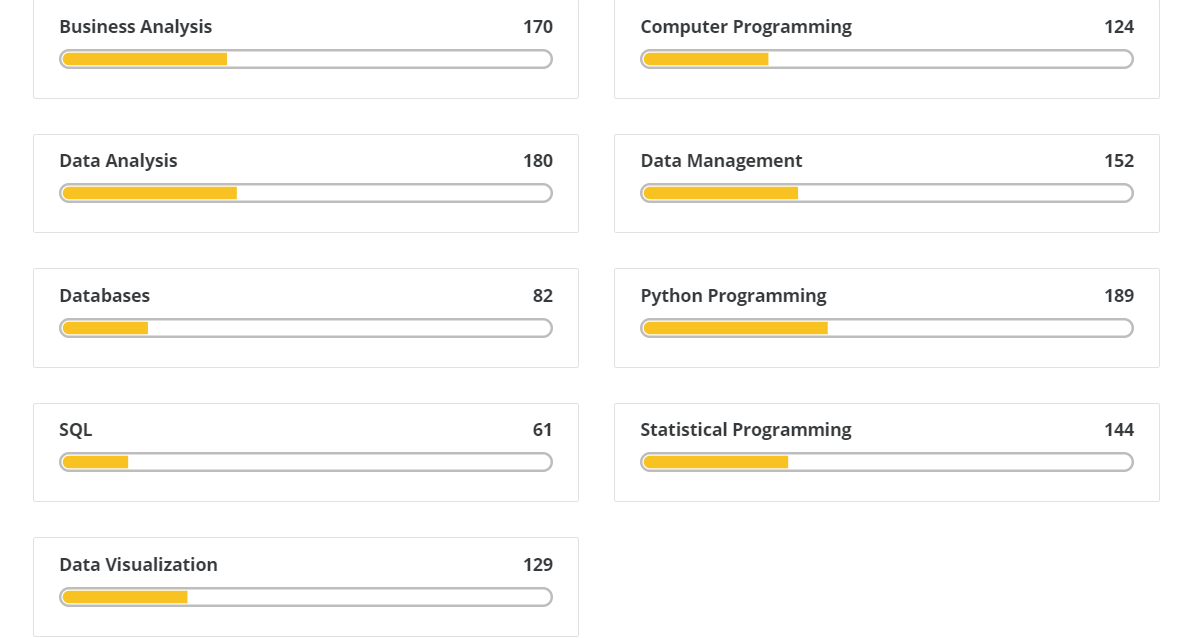 Business Analysis 170
Computer Programming 124
Data Analysis 180
Data Management 152
Databases 82
Python Programming 189
SQL 61
Statistical Programming 144
Data Visualization 129